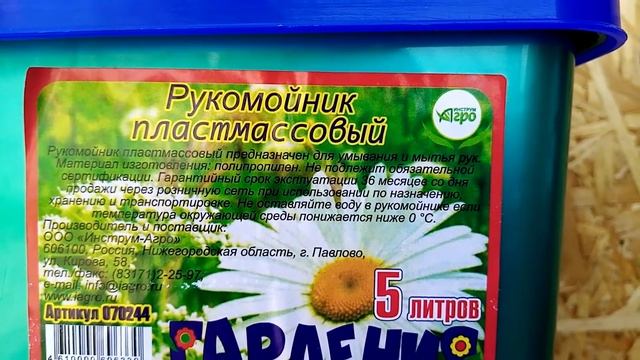 Рукомойник
пластмассовый
ИНСТРУМ
Агро
Рукомойник пластмассовый предназначен для умывания и мытья рук.
Материал изготовления: полипропилен. Не подлежит обязательной
сертификации. Гарантийный срок эксплуатации 36 месяцев со дня
продажи через розничную сеть при использовании по назначению,
хранению и транспортировке. Не оставляйте воду в рукомойнике если
температура окружающей среды понижается ниже 0 °С.
Производитель и поставщик:
ООО «Инструм-Агро»
606100, Россия, Нижегородская область, г. Павлово,
ул. Кирова, 58,
тел./факс: (83171)2-25-97,
e-mail: info@iagro.ru
www.iagro.ru
Артикул 070244
5 литров
ГАРДЕНИЯ